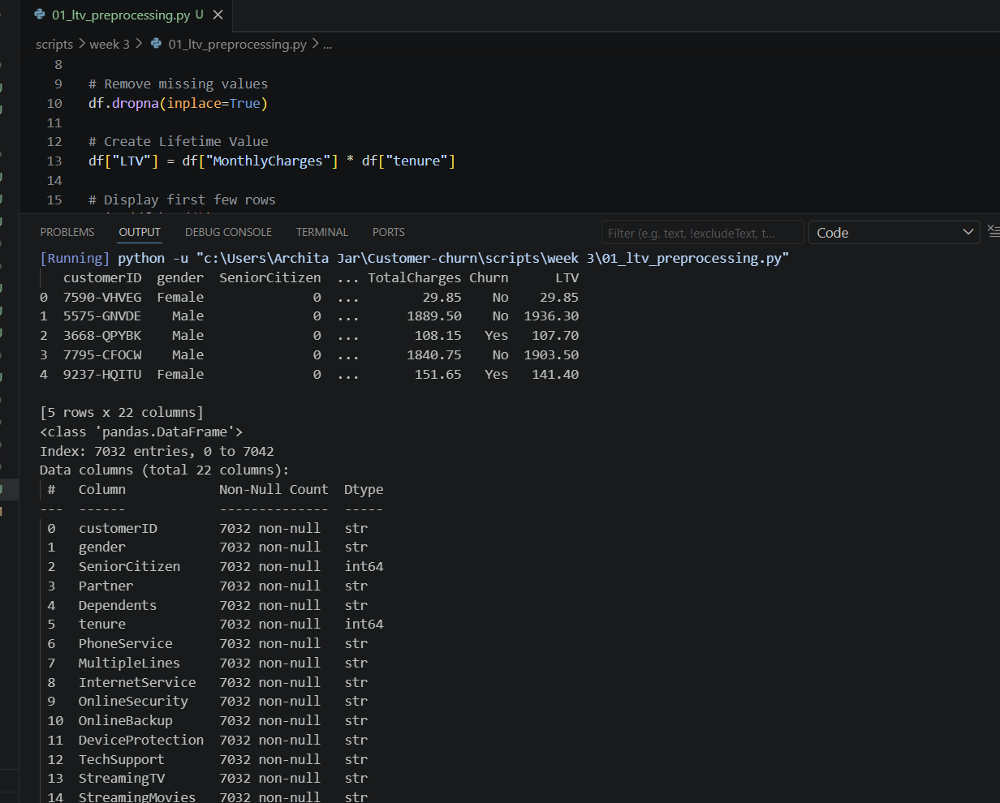 01_ltv_preprocessing.py U
scripts > week 3 > 01_ltv_preprocessing.py > ...
8
9 # Remove missing values
10 df.dropna(inplace=True)
11
12 # Create Lifetime Value
13 df["LTV"] = df["MonthlyCharges"] * df["tenure"]
14
15 # Display first few rows
PROBLEMS OUTPUT DEBUG CONSOLE TERMINAL PORTS Filter (e.g. text, !excludeText, t... Code
[Running] python -u "c:\Users\Archita Jar\Customer-churn\scripts\week 3\01_ltv_preprocessing.py"
customerID gender SeniorCitizen ... TotalCharges Churn LTV
0 7590-VHVEG Female 0 ... 29.85 No 29.85
1 5575-GNVDE Male 0 ... 1889.50 No 1936.30
2 3668-QPYBK Male 0 ... 108.15 Yes 107.70
3 7795-CFOCW Male 0 ... 1840.75 No 1903.50
4 9237-HQITU Female 0 ... 151.65 Yes 141.40
[5 rows x 22 columns]
<class 'pandas.DataFrame'>
Index: 7032 entries, 0 to 7042
Data columns (total 22 columns):
# Column Non-Null Count Dtype
--- ------ -------------- -----
0 customerID 7032 non-null str
1 gender 7032 non-null str
2 SeniorCitizen 7032 non-null int64
3 Partner 7032 non-null str
4 Dependents 7032 non-null str
5 tenure 7032 non-null int64
6 PhoneService 7032 non-null str
7 MultipleLines 7032 non-null str
8 InternetService 7032 non-null str
9 OnlineSecurity 7032 non-null str
10 OnlineBackup 7032 non-null str
11 DeviceProtection 7032 non-null str
12 TechSupport 7032 non-null str
13 StreamingTV 7032 non-null str
14 StreamingMovies 7032 non-null str